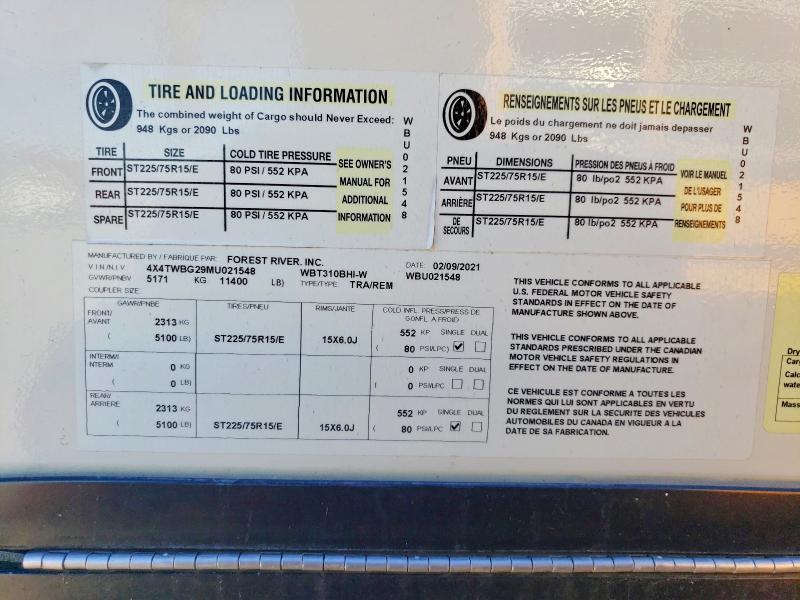 TIRE AND LOADING INFORMATION
The combined weight of Cargo should Never Exceed:
948 Kgs or 2090 Lbs
TIRE SIZE COLD TIRE PRESSURE
FRONT ST225/75R15/E 80 PSI / 552 KPA
REAR ST225/75R15/E 80 PSI / 552 KPA
SPARE ST225/75R15/E 80 PSI / 552 KPA
SEE OWNER'S
MANUAL FOR
ADDITIONAL
INFORMATION
WBU021548
RENSEIGNEMENTS SUR LES PNEUS ET LE CHARGEMENT
Le poids du chargement ne doit jamais depasser
948 Kgs or 2090 Lbs
PNEU DIMENSIONS PRESSION DES PNEUS À FROID
AVANT ST225/75R15/E 80 lb/po2 552 KPA
ARRIÈRE ST225/75R15/E 80 lb/po2 552 KPA
DE SECOURS ST225/75R15/E 80 lb/po2 552 KPA
VOIR LE MANUEL
DE L'USAGER
POUR PLUS DE
RENSEIGNEMENTS
WBU021548
MANUFACTURED BY / FABRIQUE PAR: FOREST RIVER. INC. DATE: 02/09/2021
V.I.N/N.I.V 4X4TWBG29MU021548 WBT310BHI-W WBU021548
GVWR/PNBV 5171 KG 11400 LB) TYPE/TYPE: TRA/REM
COUPLER SIZE:
GAWR/PNBE TIRES/PNEU RIMS/JANTE COLD INFL. PRESS/PRESS DE GONFL. A FROID)
FRONT/ AVANT 2313 KG 552 KP SINGLE DUAL
( 5100 LB) ST225/75R15/E 15X6.0J ( 80 PSI/LPC)
INTERM/ INTERM 0 KG 0 KP SINGLE DUAL
( 0 LB) ( 0 PSI/LPC
REAR/ ARRIERE 2313 KG 552 KP SINGLE DUAL
( 5100 LB) ST225/75R15/E 15X6.0J ( 80 PSI/LPC
THIS VEHICLE CONFORMS TO ALL APPLICABLE
U.S. FEDERAL MOTOR VEHICLE SAFETY
STANDARDS IN EFFECT ON THE DATE OF
MANUFACTURE SHOWN ABOVE.
THIS VEHICLE CONFORMS TO ALL APPLICABLE
STANDARDS PRESCRIBED UNDER THE CANADIAN
MOTOR VEHICLE SAFETY REGULATIONS IN
EFFECT ON THE DATE OF MANUFACTURE.
CE VEHICULE EST CONFORME A TOUTES LES
NORMES QUI LUI SONT APPLICABLES EN VERTU
DU REGLEMENT SUR LA SECURITE DES VEHICULES
AUTOMOBILES DU CANADA EN VIGUEUR A LA
DATE DE SA FABRICATION.
Dry
Carg
Calc
wate
Mass